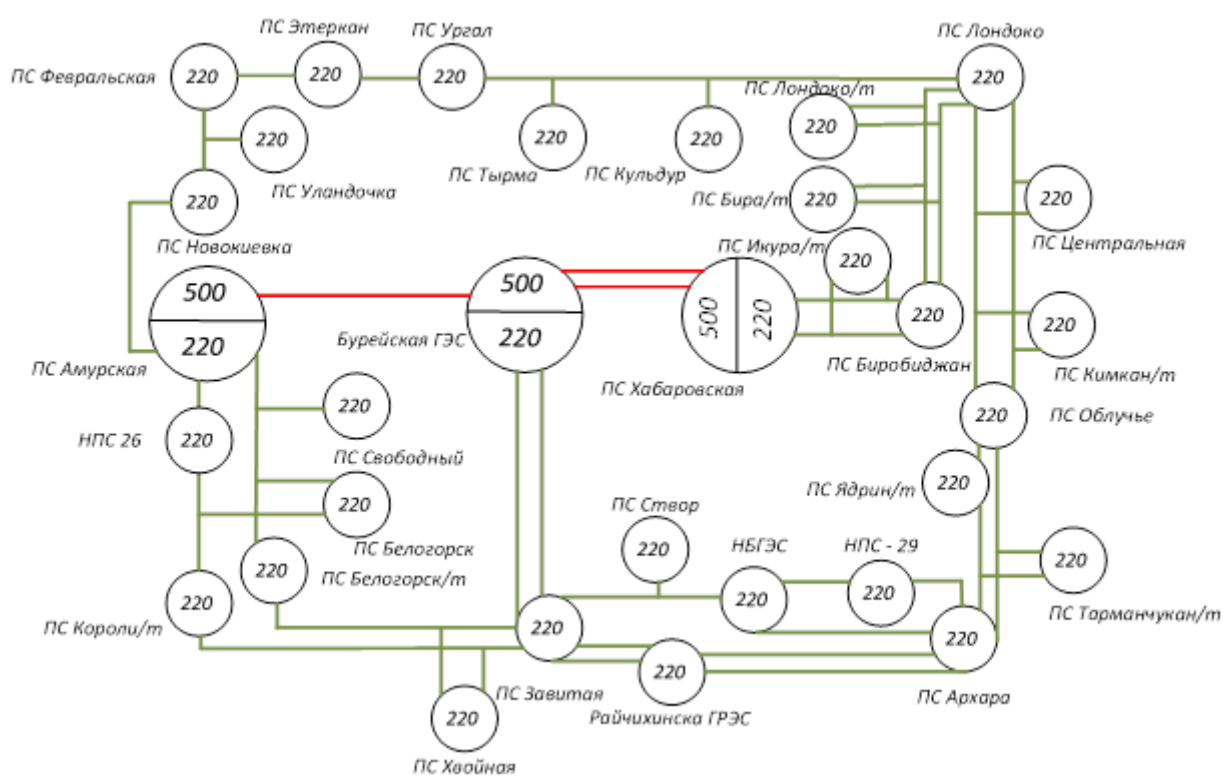 ПС Этеркан
ПС Ургал
ПС Лондоко
ПС Февральская
220
220
220
220
ПС Лондоко/т
220
220
220
220
ПС Уландочка
ПС Тырма
ПС Кульдур
220
ПС Бира/т
220
220
ПС Новокиевка
ПС Икура/т
ПС Центральная
500
220
ПС Амурская
500
220
Бурейская ГЭС
500
220
ПС Хабаровская
220
220
ПС Биробиджан
220
ПС Кимкан/т
220
ПС Облучье
НПС 26
220
220
ПС Свободный
220
ПС Белогорск
220
ПС Ядрин/т
ПС Створ
220
НБГЭС
220
НПС - 29
220
220
ПС Тарманчукан/т
220
ПС Белогорск/т
220
ПС Короли/т
220
ПС Завитая
220
Райчихинска ГРЭС
220
ПС Архара
220
ПС Хвойная